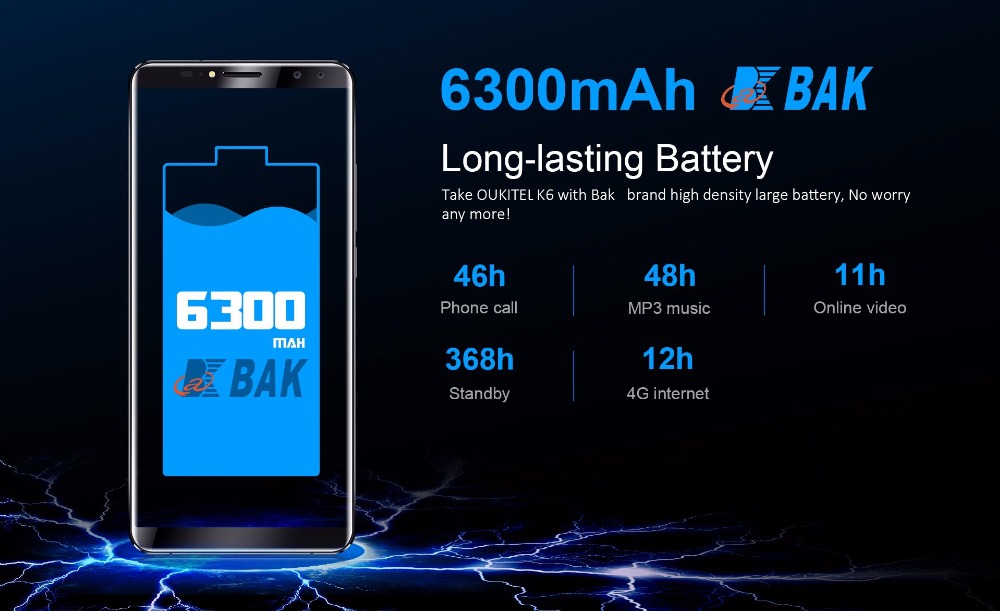 6300mAh BAK
Long-lasting Battery
Take OUKITEL K6 with Bak brand high density large battery, No worry
any more!
46h
Phone call
48h
MP3 music
11h
Online video
368h
Standby
12h
4G internet
6300
mAH
BAK